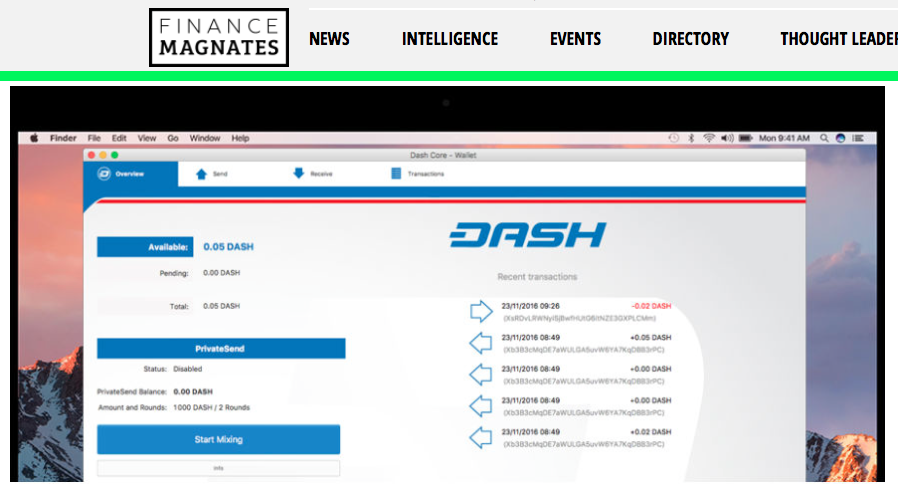 FINANCE
MAGNATES
NEWS INTELLIGENCE EVENTS DIRECTORY THOUGHT LEADER
Finder File Edit View Go Window Help Mon 9:41 AM
Dash Core - Wallet
Overview Send Receive Transactions
DASH
Available: 0.05 DASH
Pending: 0.00 DASH
Total: 0.05 DASH
Recent transactions
23/11/2016 09:26 -0.02 DASH
23/11/2016 08:49 +0.05 DASH
23/11/2016 08:49 +0.00 DASH
23/11/2016 08:49 +0.00 DASH
23/11/2016 08:49 +0.02 DASH
PrivateSend
Status: Disabled
PrivateSend Balance: 0.00 DASH
Amount and Rounds: 1000 DASH / 2 Rounds
Start Mixing
Info